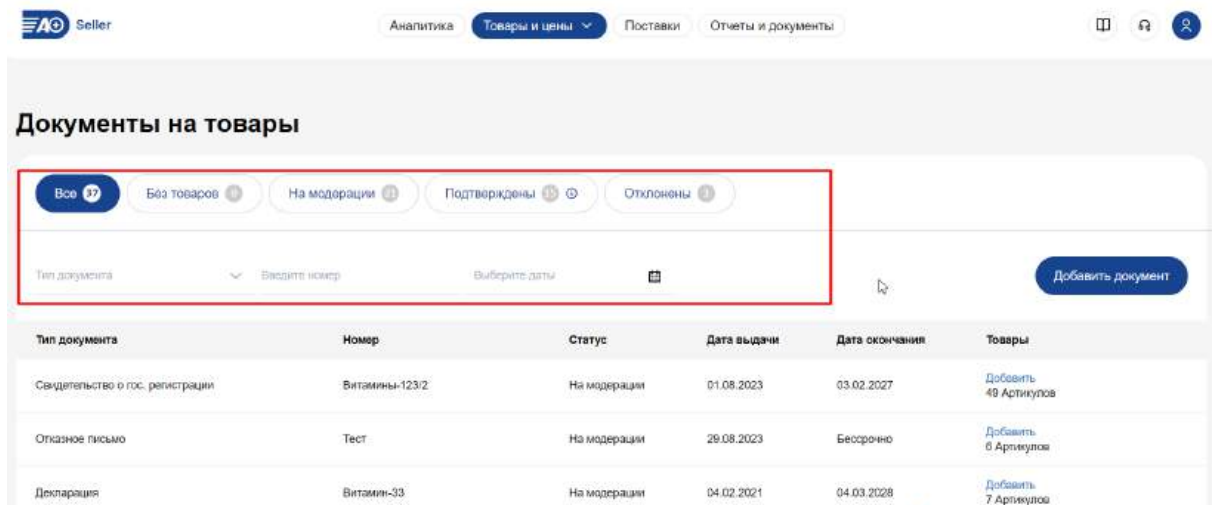 Seller
Аналитика Товары и цены Поставки Отчеты и документы
Документы на товары
Все 37 Без товаров 0 На модерации 21 Подтверждены 15 Отклонены
Тип документа Введите номер Выберите даты Добавить документ
Тип документа Номер Статус Дата выдачи Дата окончания Товары
Свидетельство о гос. регистрации Витамины-123/2 На модерации 01.08.2023 03.02.2027 Добавить
49 Артикулов
Отказное письмо Тест На модерации 29.08.2023 Бессрочно Добавить
6 Артикулов
Декларация Витамин-33 На модерации 04.02.2021 04.03.2028 Добавить
7 Артикулов